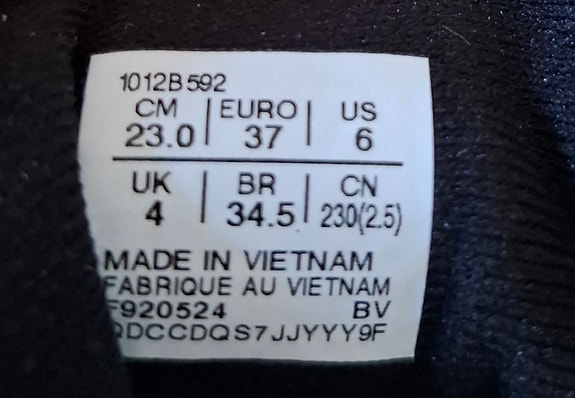 1012B592
CM | EURO | US
23.0 | 37 | 6
UK | BR | CN
4 | 34.5 | 230(2.5)
MADE IN VIETNAM
FABRIQUE AU VIETNAM
F920524 BV
QDCCDQS7JJYYY9F